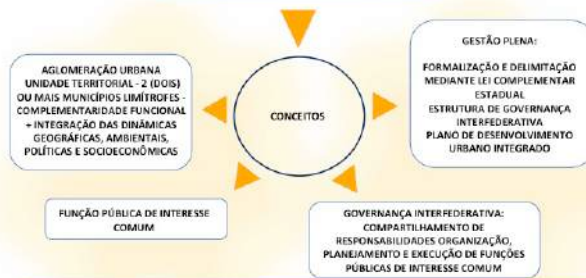 AGLOMERAÇÃO URBANA
UNIDADE TERRITORIAL - 2 (DOIS)
OU MAIS MUNICÍPIOS LIMÍTROFES -
COMPLEMENTARIDADE FUNCIONAL
+ INTEGRAÇÃO DAS DINÂMICAS
GEOGRÁFICAS, AMBIENTAIS,
POLÍTICAS E SOCIOECONÔMICAS
CONCEITOS
GESTÃO PLENA:
FORMALIZAÇÃO E DELIMITAÇÃO
MEDIANTE LEI COMPLEMENTAR
ESTADUAL
ESTRUTURA DE GOVERNANÇA
INTERFEDERATIVA
PLANO DE DESENVOLVIMENTO
URBANO INTEGRADO
FUNÇÃO PÚBLICA DE INTERESSE
COMUM
GOVERNANÇA INTERFEDERATIVA:
COMPARTILHAMENTO DE
RESPONSABILIDADES ORGANIZAÇÃO,
PLANEJAMENTO E EXECUÇÃO DE FUNÇÕES
PÚBLICAS DE INTERESSE COMUM